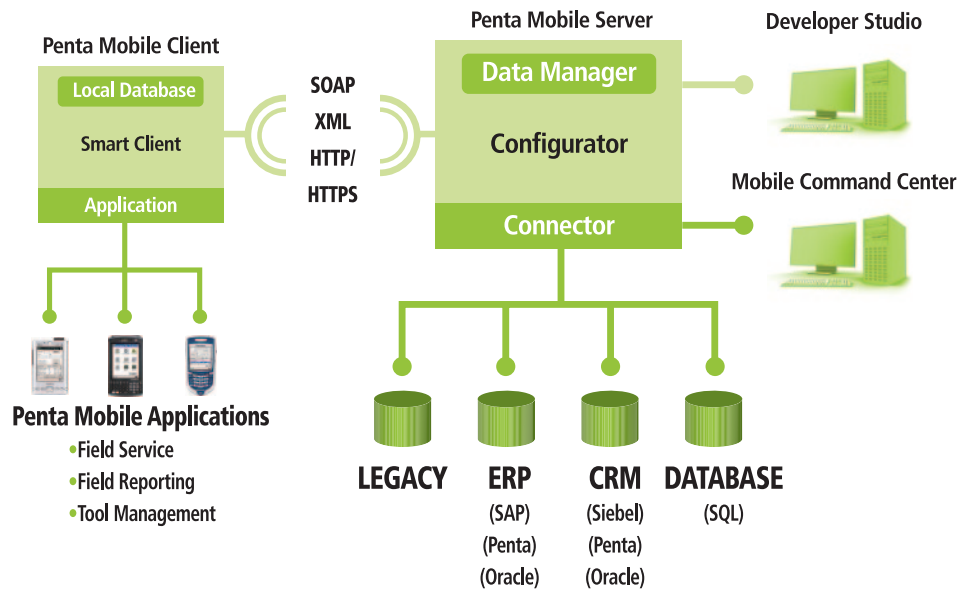 Penta Mobile Client
Local Database
Smart Client
Application
Penta Mobile Applications
•Field Service
•Field Reporting
•Tool Management
SOAP
XML
HTTP/
HTTPS
Penta Mobile Server
Data Manager
Configurator
Connector
Developer Studio
Mobile Command Center
LEGACY
ERP
(SAP)
(Penta)
(Oracle)
CRM
(Siebel)
(Penta)
(Oracle)
DATABASE
(SQL)